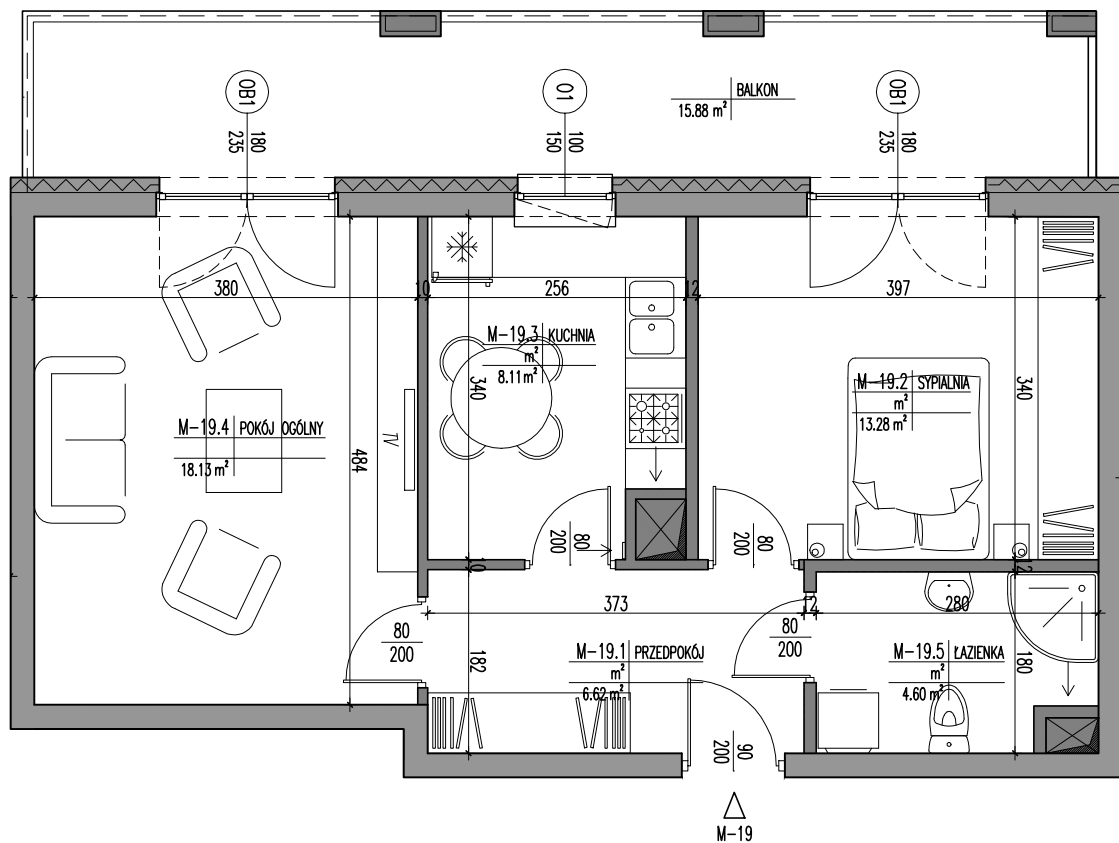 BALKON
15.88 m²
OB1
180
235
O1
100
150
OB1
180
235
380
10
256
12
397
M-19.3 KUCHNIA
m²
8.11 m²
340
M-19.2 SYPIALNIA
m²
13.28 m²
340
M-19.4 POKÓJ OGÓLNY
18.13 m²
484
TV
80
200
80
200
10
12
373
12
280
80
200
80
200
182
M-19.1 PRZEDPOKÓJ
m²
6.62 m²
M-19.5 ŁAZIENKA
m²
4.60 m²
180
90
200
M-19